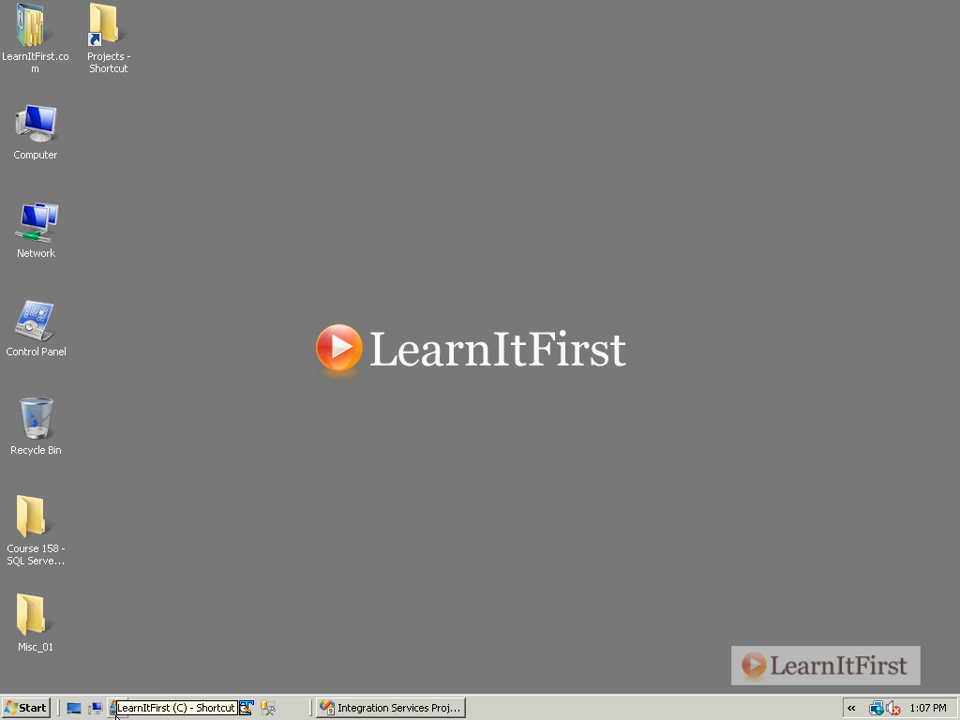 LearnItFirst.co
m
Projects -
Shortcut
Computer
Network
Control Panel
LearnItFirst
Recycle Bin
Course 158 -
SQL Serve...
Misc_01
LearnItFirst
Start
LearnItFirst (C) - Shortcut
Integration Services Proj...
«
1:07 PM